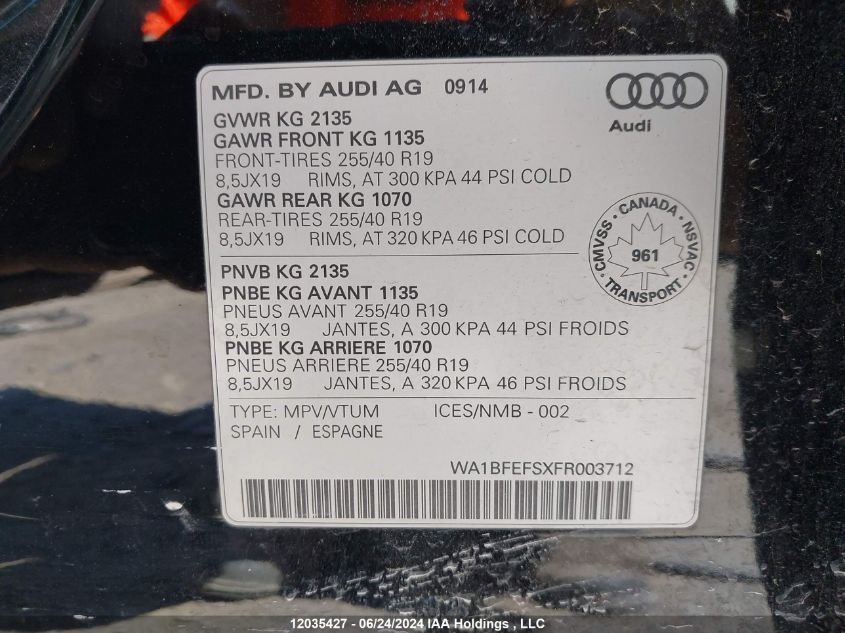 MFD. BY AUDI AG 0914
Audi
GVWR KG 2135
GAWR FRONT KG 1135
FRONT-TIRES 255/40 R19
8,5JX19 RIMS, AT 300 KPA 44 PSI COLD
GAWR REAR KG 1070
REAR-TIRES 255/40 R19
8,5JX19 RIMS, AT 320 KPA 46 PSI COLD
CMVSS • CANADA • NSVAC
961
• TRANSPORT •
PNVB KG 2135
PNBE KG AVANT 1135
PNEUS AVANT 255/40 R19
8,5JX19 JANTES, A 300 KPA 44 PSI FROIDS
PNBE KG ARRIERE 1070
PNEUS ARRIERE 255/40 R19
8,5JX19 JANTES, A 320 KPA 46 PSI FROIDS
TYPE: MPV/VTUM ICES/NMB - 002
SPAIN / ESPAGNE
WA1BFEFSXFR003712
12035427 - 06/24/2024 IAA Holdings , LLC